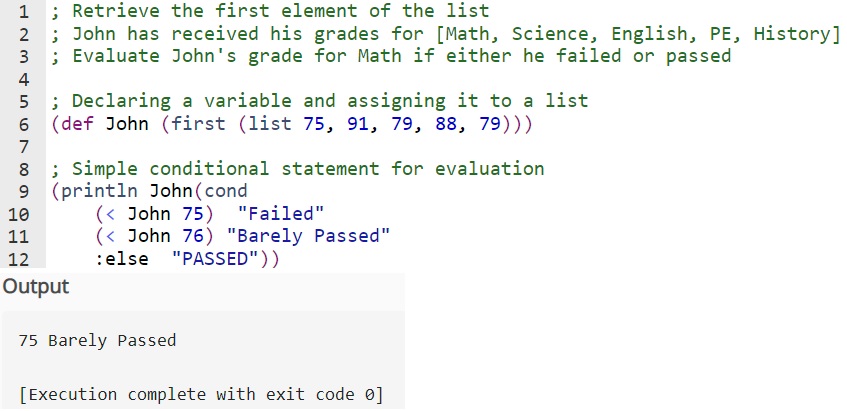 1 ; Retrieve the first element of the list
2 ; John has received his grades for [Math, Science, English, PE, History]
3 ; Evaluate John's grade for Math if either he failed or passed
4
5 ; Declaring a variable and assigning it to a list
6 (def John (first (list 75, 91, 79, 88, 79)))
7
8 ; Simple conditional statement for evaluation
9 (println John(cond
10     (< John 75)  "Failed"
11     (< John 76) "Barely Passed"
12     :else  "PASSED"))
Output
75 Barely Passed
[Execution complete with exit code 0]